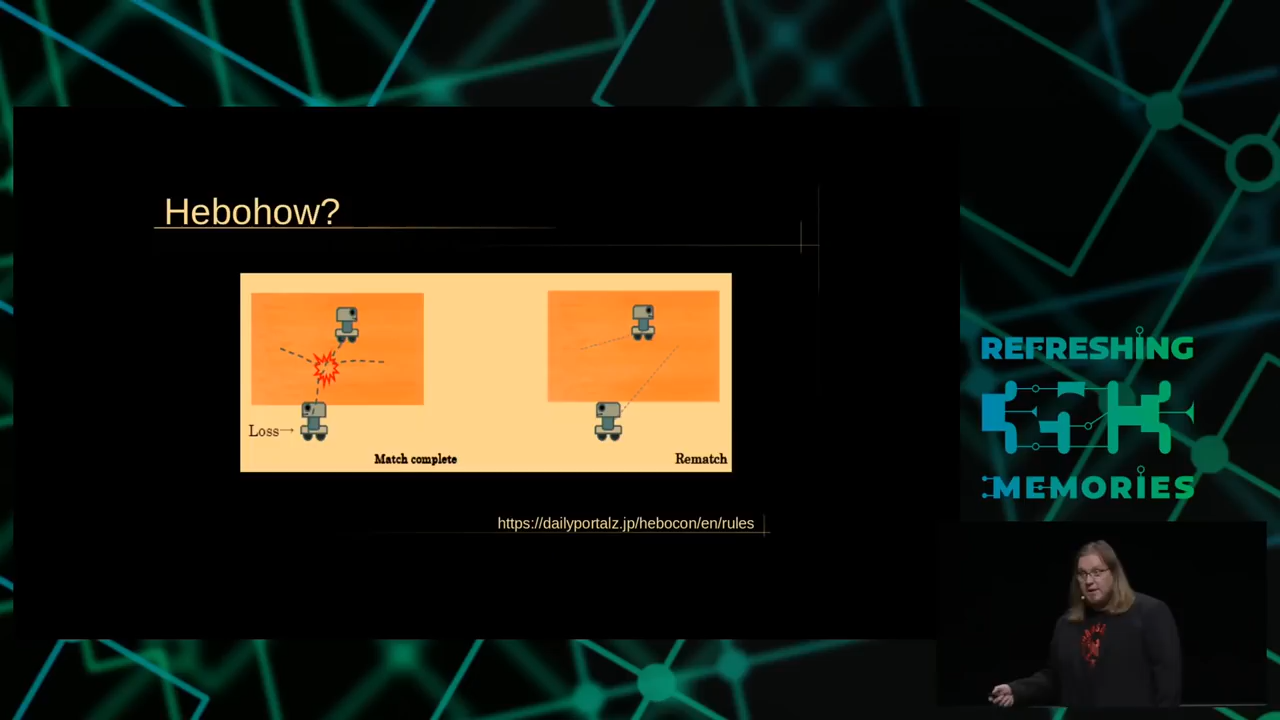 Hebohow?
Loss→
Match complete
Rematch
https://dailyportalz.jp/hebocon/en/rules
REFRESHING
MEMORIES